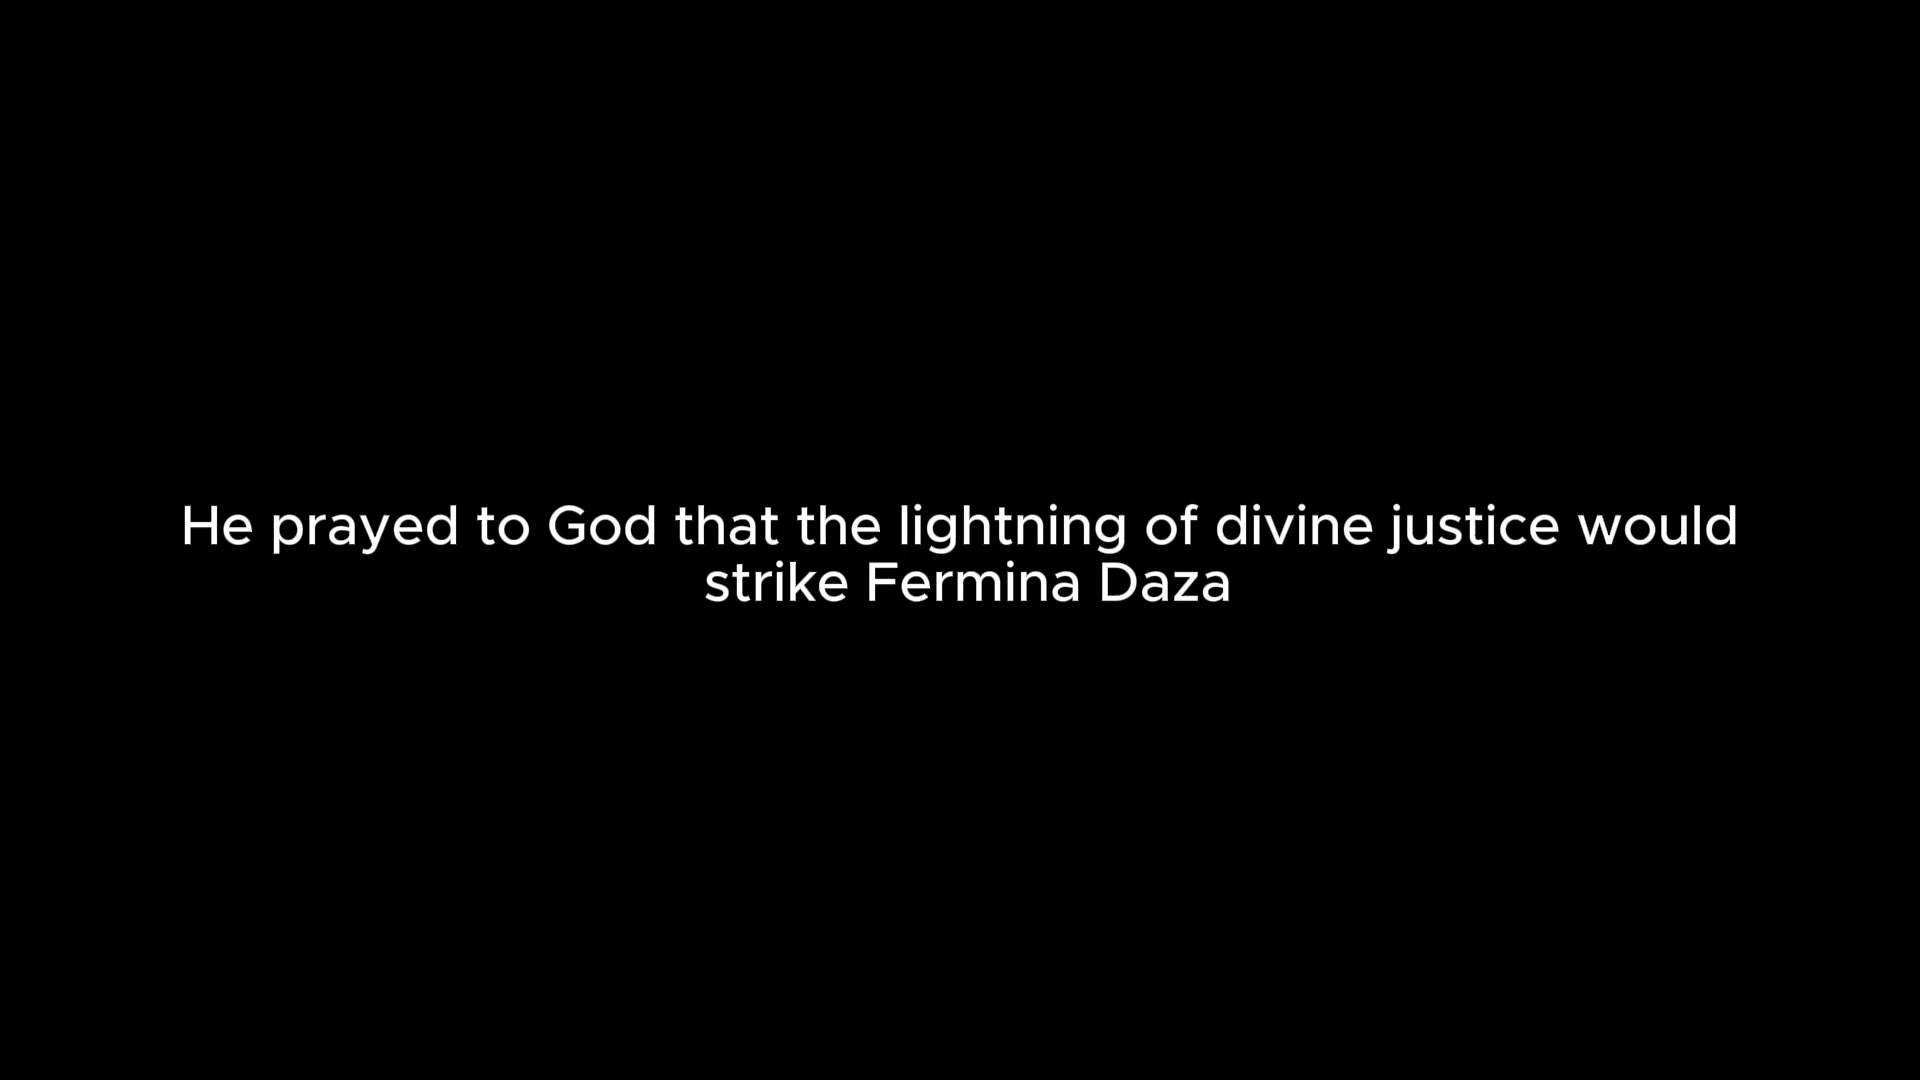 He prayed to God that the lightning of divine justice would
strike Fermina Daza